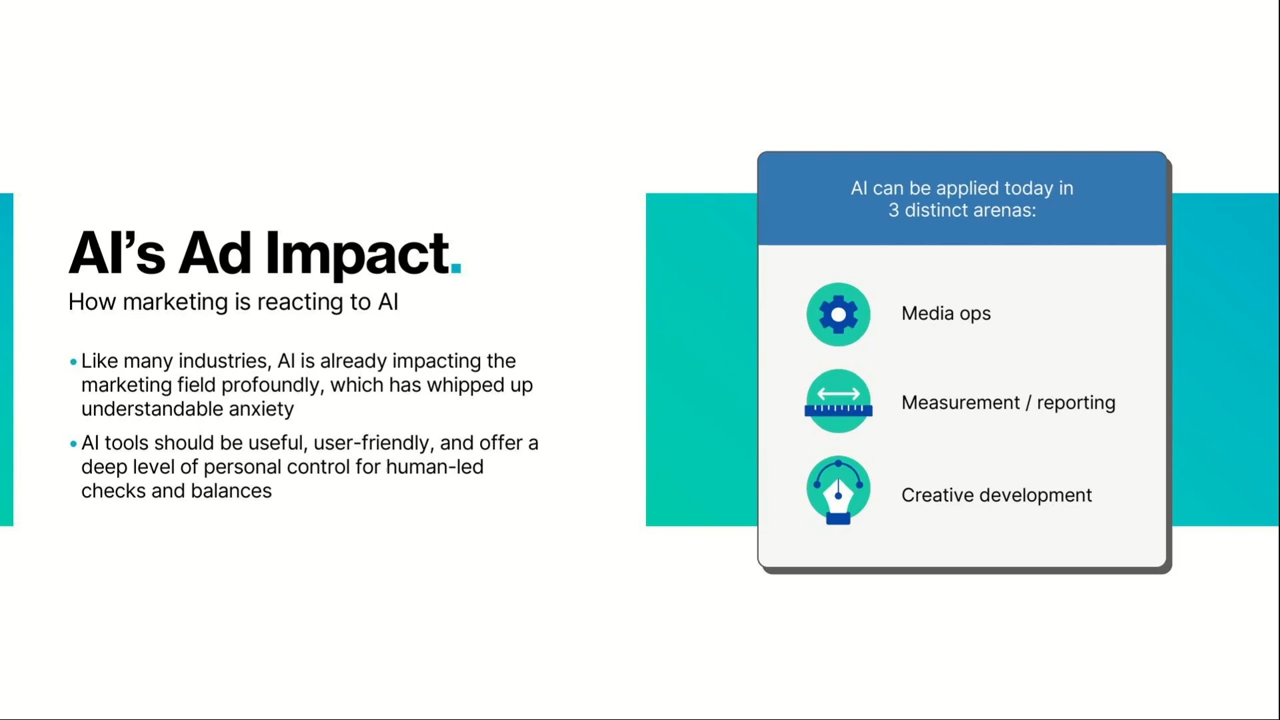 AI’s Ad Impact.
How marketing is reacting to AI
• Like many industries, AI is already impacting the
marketing field profoundly, which has whipped up
understandable anxiety
• AI tools should be useful, user-friendly, and offer a
deep level of personal control for human-led
checks and balances
AI can be applied today in
3 distinct arenas:
Media ops
Measurement / reporting
Creative development